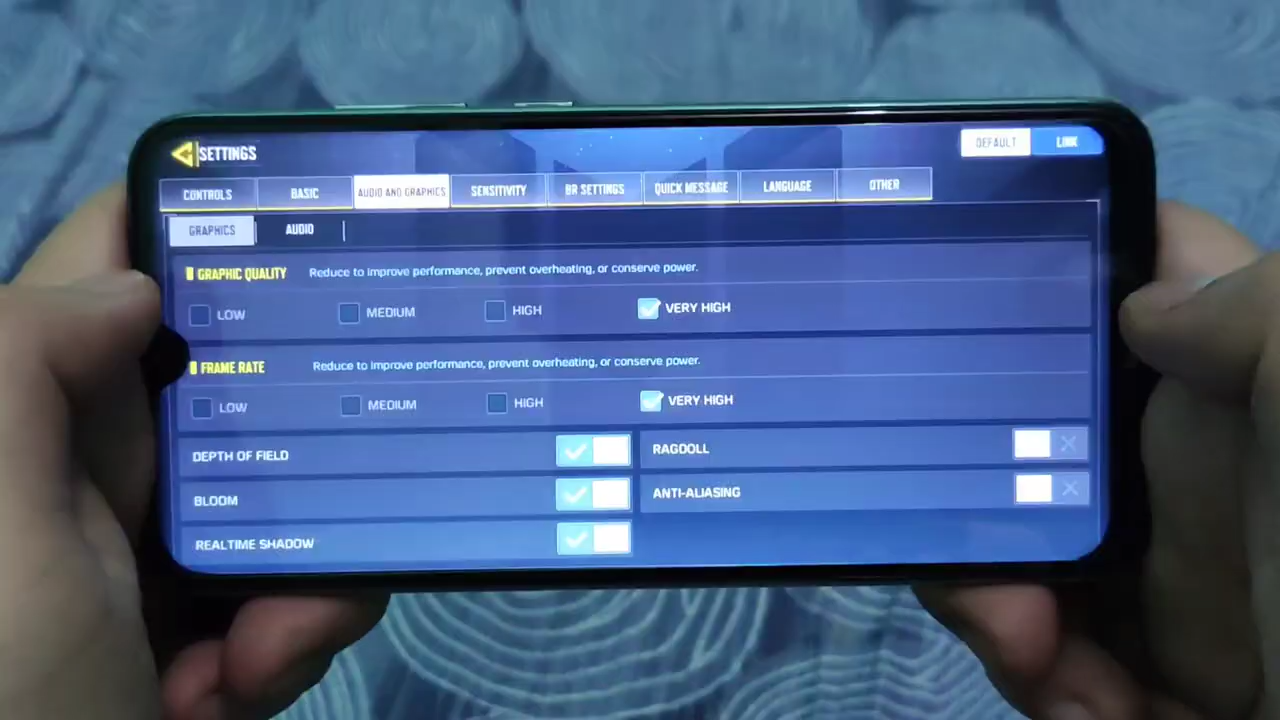 SETTINGS
DEFAULT
LINK
CONTROLS
BASIC
AUDIO AND GRAPHICS
SENSITIVITY
BR SETTINGS
QUICK MESSAGE
LANGUAGE
OTHER
GRAPHICS
AUDIO
GRAPHIC QUALITY
Reduce to improve performance, prevent overheating, or conserve power.
LOW
MEDIUM
HIGH
VERY HIGH
FRAME RATE
Reduce to improve performance, prevent overheating, or conserve power.
LOW
MEDIUM
HIGH
VERY HIGH
DEPTH OF FIELD
RAGDOLL
BLOOM
ANTI-ALIASING
REALTIME SHADOW